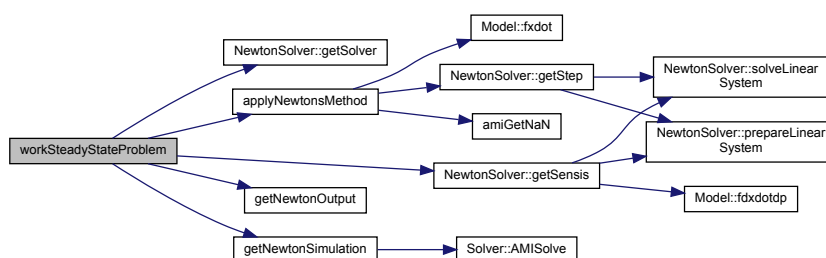 Model::fxdot
NewtonSolver::getSolver
NewtonSolver::solveLinear
System
NewtonSolver::getStep
applyNewtonsMethod
amiGetNaN
NewtonSolver::prepareLinear
System
workSteadyStateProblem
NewtonSolver::getSensis
getNewtonOutput
Model::fdxdotdp
getNewtonSimulation
Solver::AMISolve